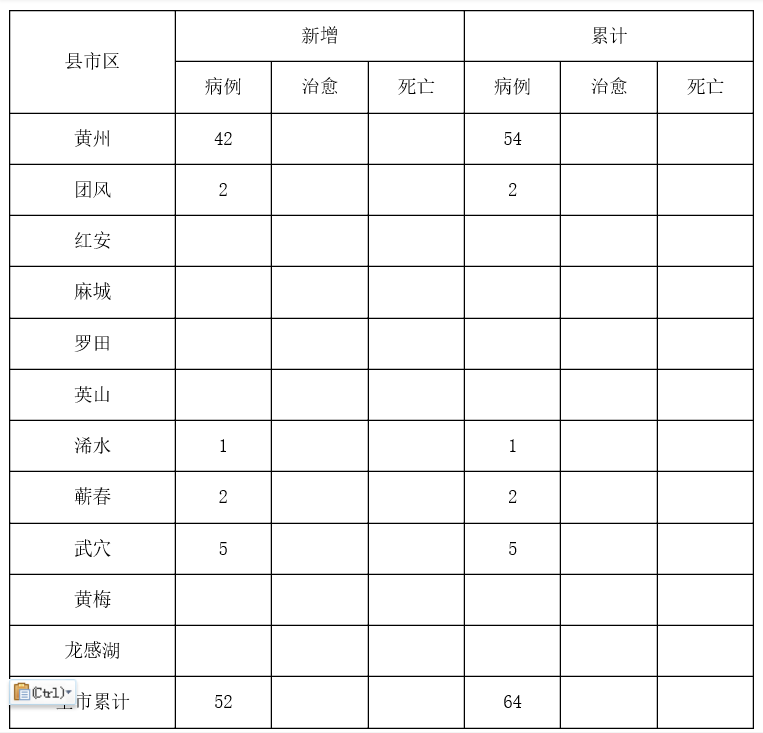 县市区 新增 累计
病例 治愈 死亡 病例 治愈 死亡
黄州 42 54
团风 2 2
红安
麻城
罗田
英山
浠水 1 1
蕲春 2 2
武穴 5 5
黄梅
龙感湖
(Ctrl)
市累计 52 64